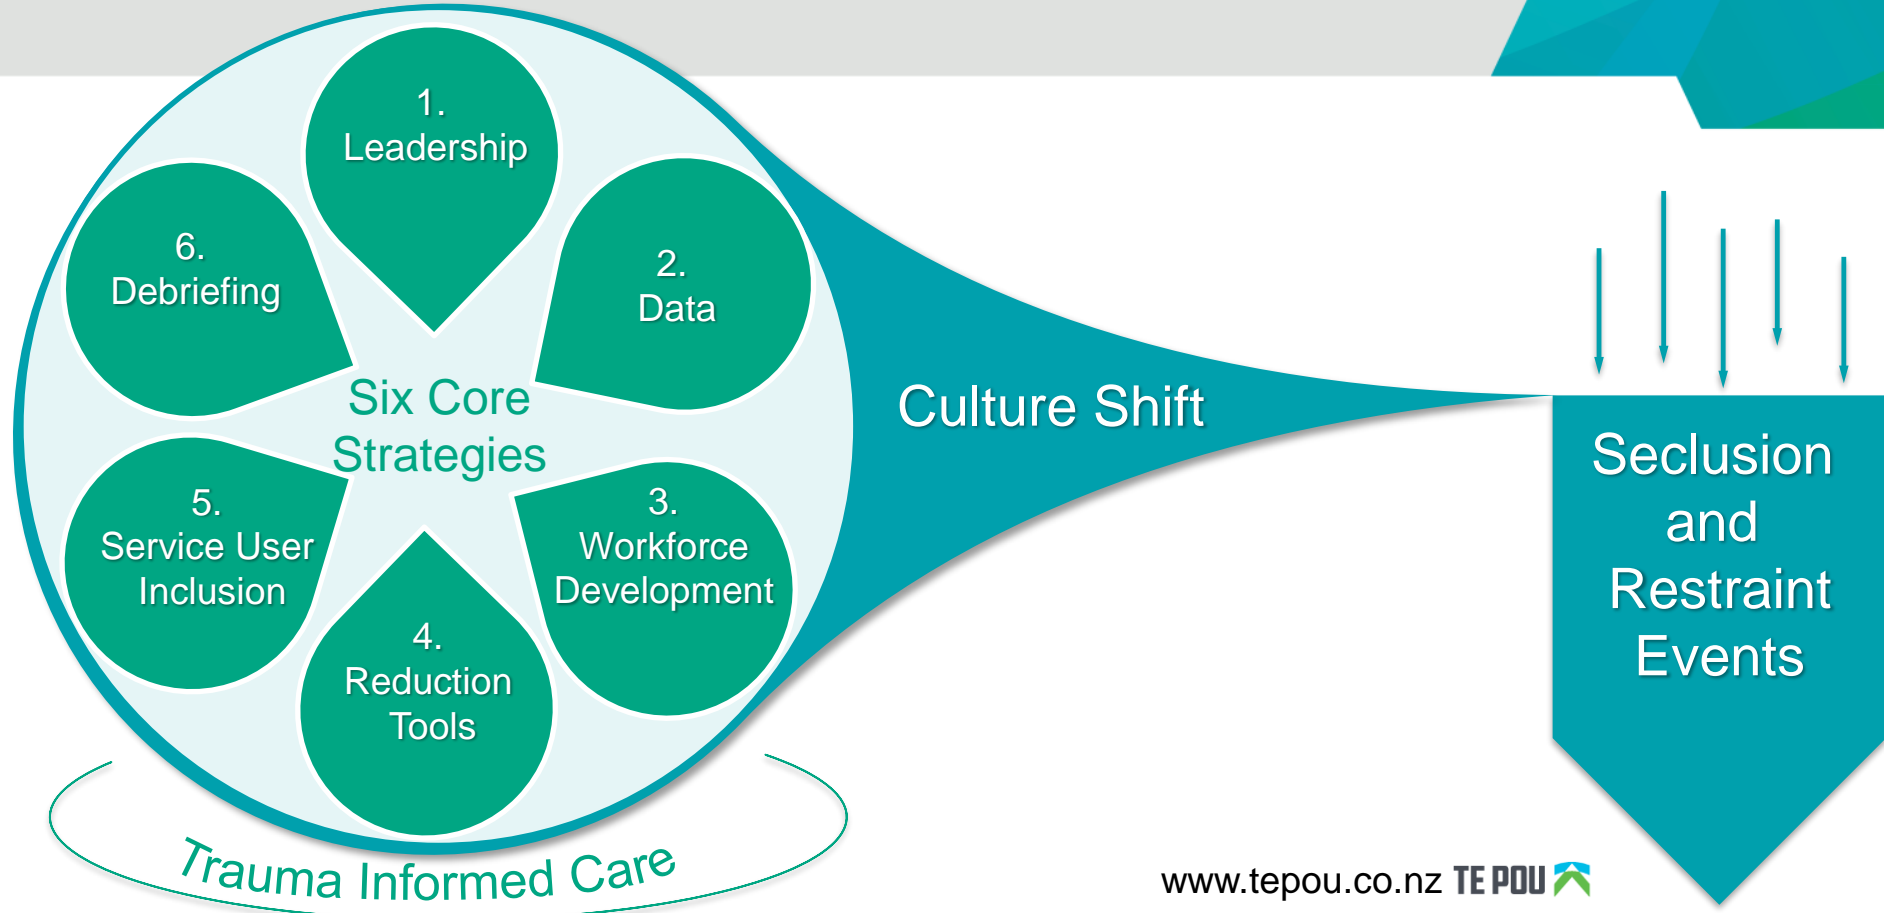 1.
Leadership
2.
Data
3.
Workforce
Development
4.
Reduction
Tools
5.
Service User
Inclusion
6.
Debriefing
Six Core
Strategies
Trauma Informed Care
Culture Shift
Seclusion
and
Restraint
Events
www.tepou.co.nz TE POU